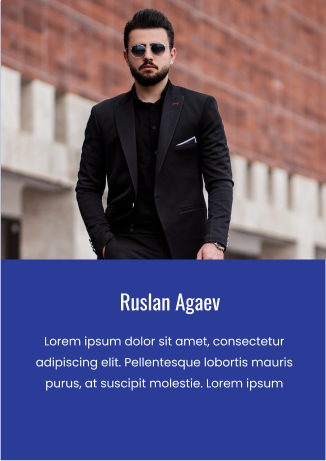 Ruslan Agaev
Lorem ipsum dolor sit amet, consectetur
adipiscing elit. Pellentesque lobortis mauris
purus, at suscipit molestie. Lorem ipsum